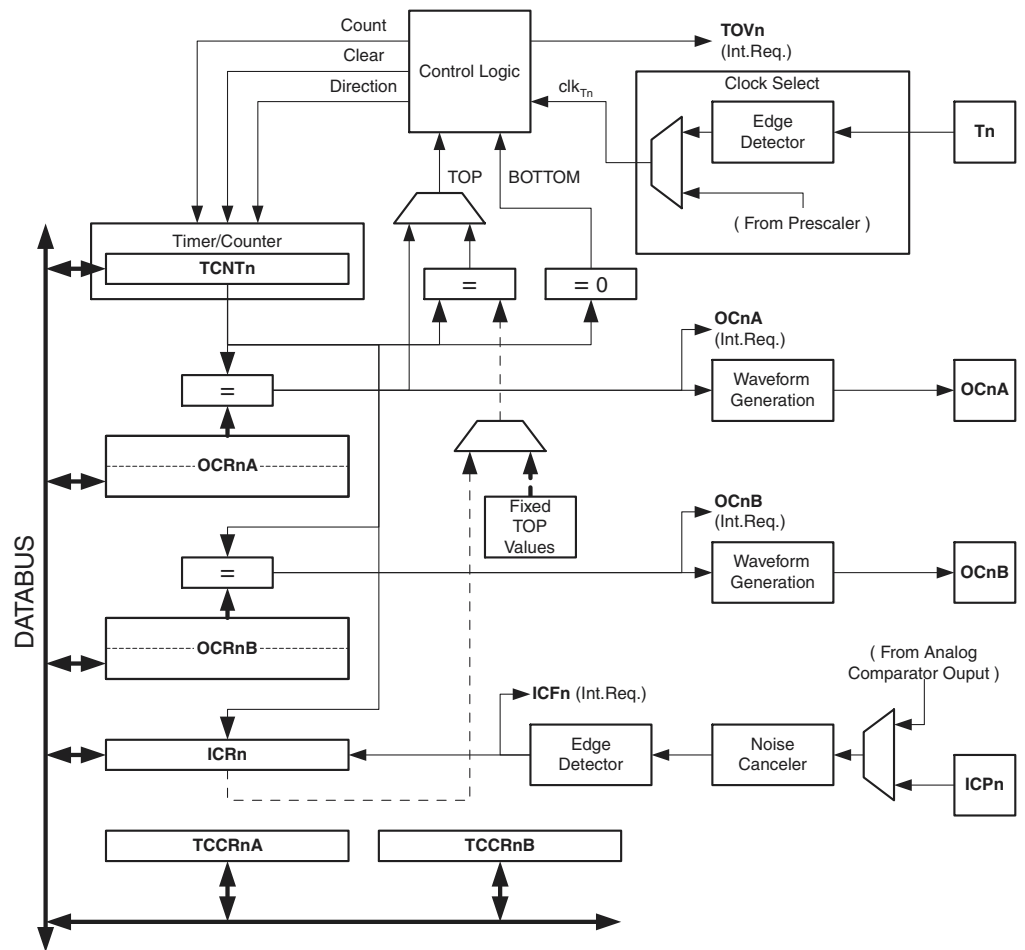 Count
Clear
Direction
Control Logic
TOVn
(Int.Req.)
clkTn
Clock Select
Edge
Detector
Tn
( From Prescaler )
TOP
BOTTOM
Timer/Counter
TCNTn
=
= 0
OCnA
(Int.Req.)
=
Waveform
Generation
OCnA
OCRnA
Fixed
TOP
Values
OCnB
(Int.Req.)
=
Waveform
Generation
OCnB
DATABUS
OCRnB
( From Analog
Comparator Ouput )
ICFn (Int.Req.)
ICRn
Edge
Detector
Noise
Canceler
ICPn
TCCRnA
TCCRnB